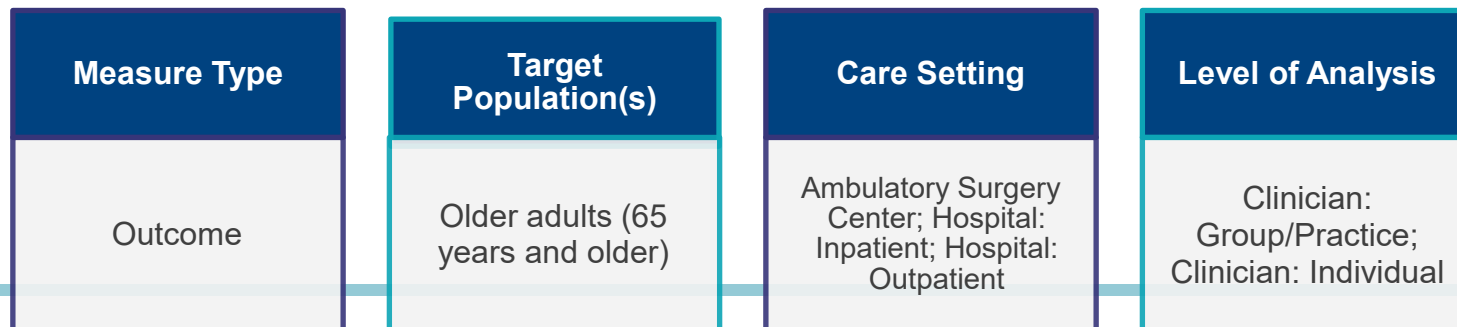 Measure Type
Target
Population(s)
Care Setting
Level of Analysis
Outcome
Older adults (65
years and older)
Ambulatory Surgery
Center; Hospital:
Inpatient; Hospital:
Outpatient
Clinician:
Group/Practice;
Clinician: Individual